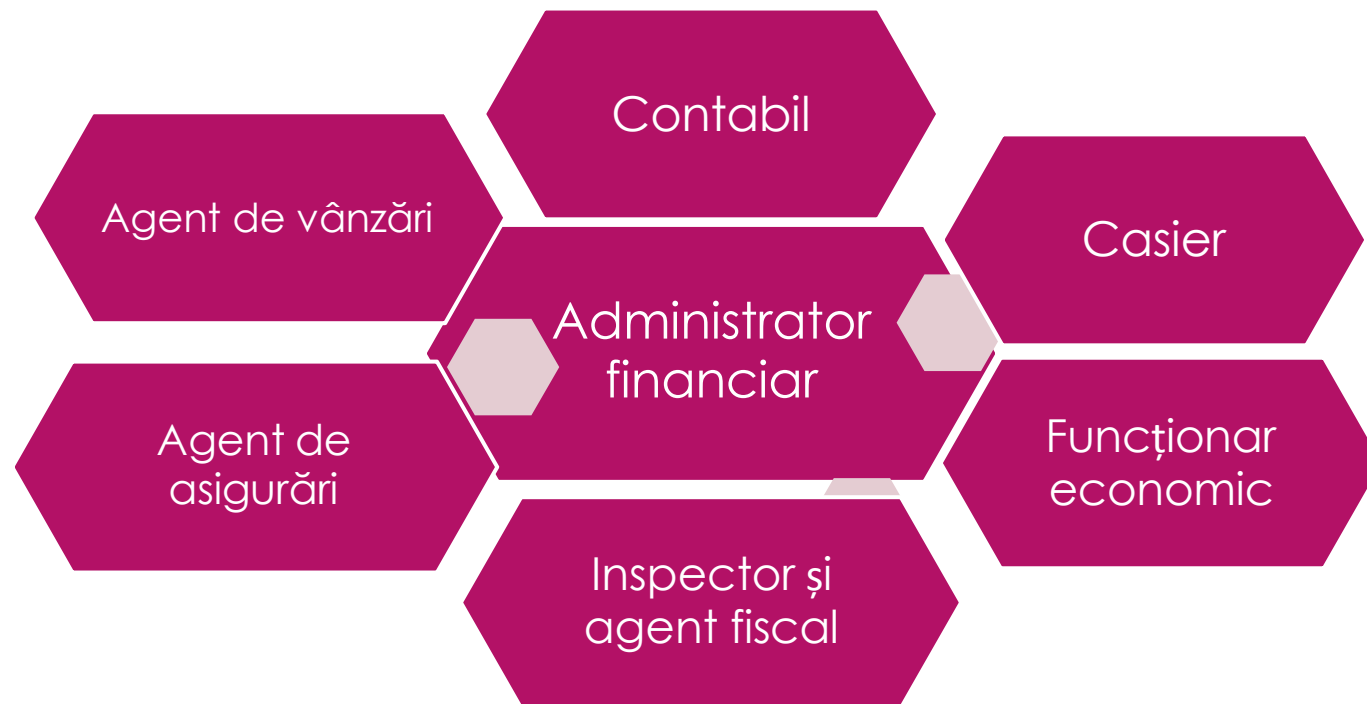 Contabil
Agent de vânzări
Casier
Administrator
financiar
Agent de
asigurări
Funcționar
economic
Inspector și
agent fiscal